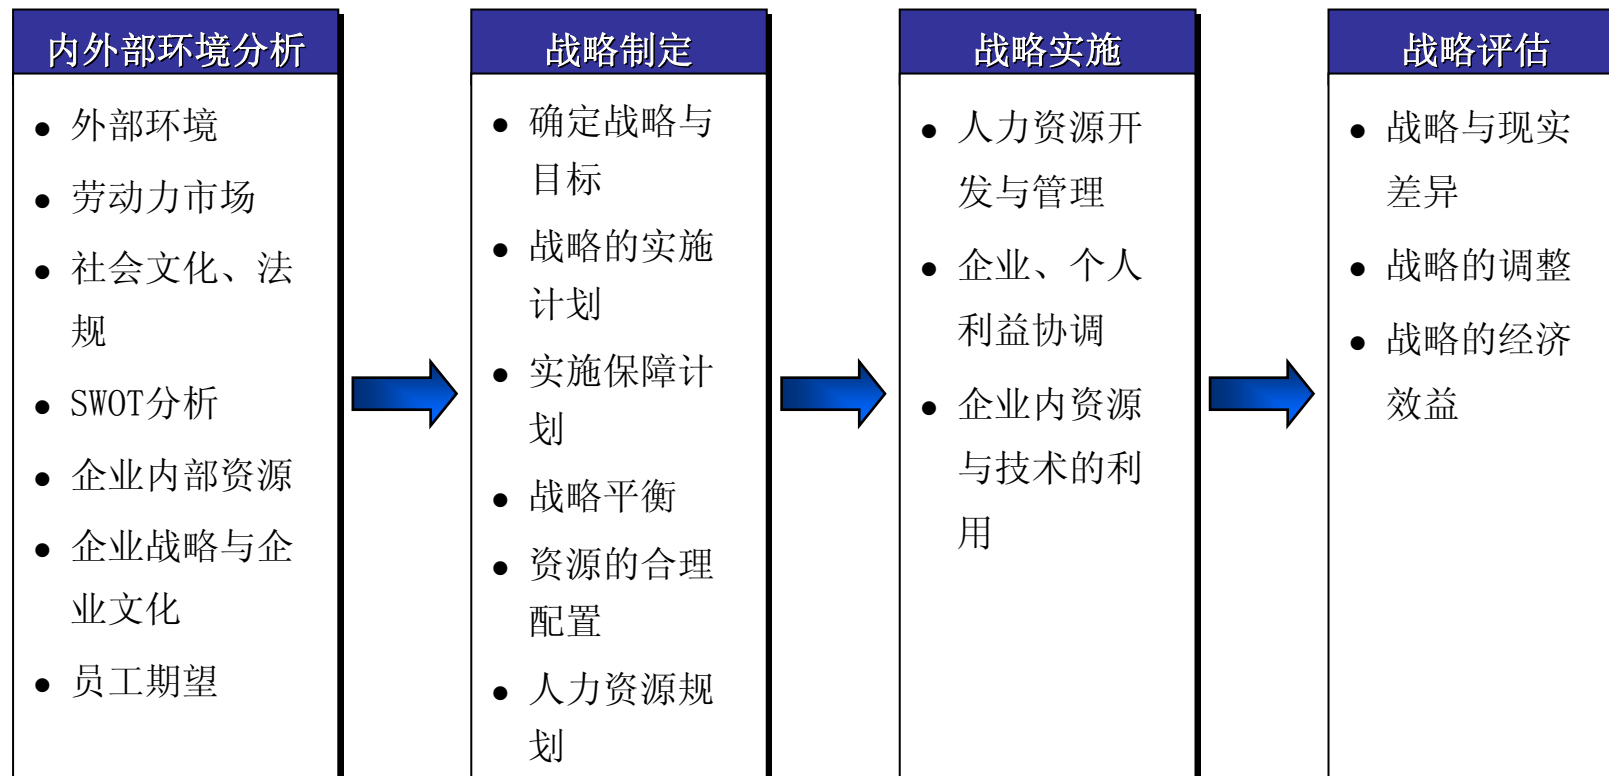 内外部环境分析
外部环境
劳动力市场
社会文化、法
规
SWOT分析
企业内部资源
企业战略与企
业文化
员工期望
战略制定
确定战略与
目标
战略的实施
计划
实施保障计
划
战略平衡
资源的合理
配置
人力资源规
划
战略实施
人力资源开
发与管理
企业、个人
利益协调
企业内资源
与技术的利
用
战略评估
战略与现实
差异
战略的调整
战略的经济
效益